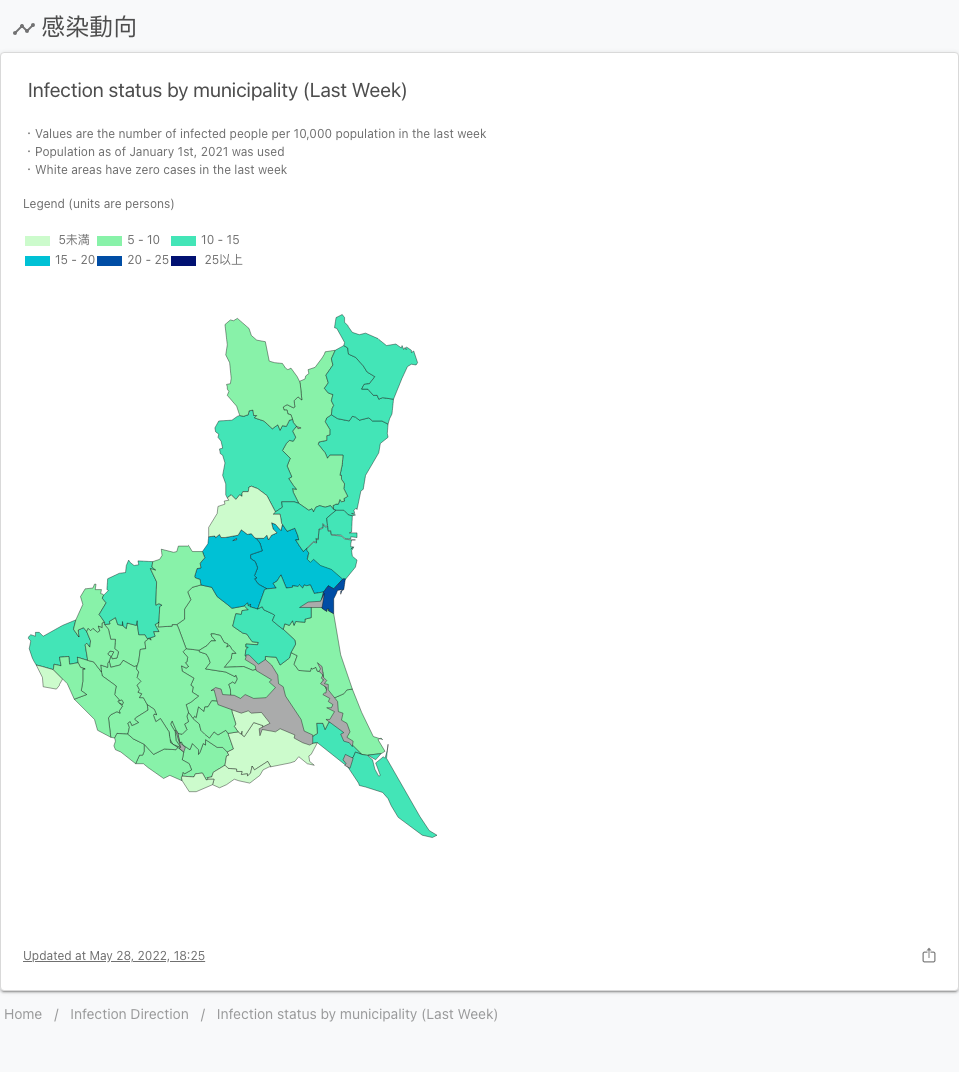 感染動向
Infection status by municipality (Last Week)
・Values are the number of infected people per 10,000 population in the last week
・Population as of January 1st, 2021 was used
・White areas have zero cases in the last week
Legend (units are persons)
5未満 5 - 10 10 - 15
15 - 20 20 - 25 25以上
Updated at May 28, 2022, 18:25
Home / Infection Direction / Infection status by municipality (Last Week)